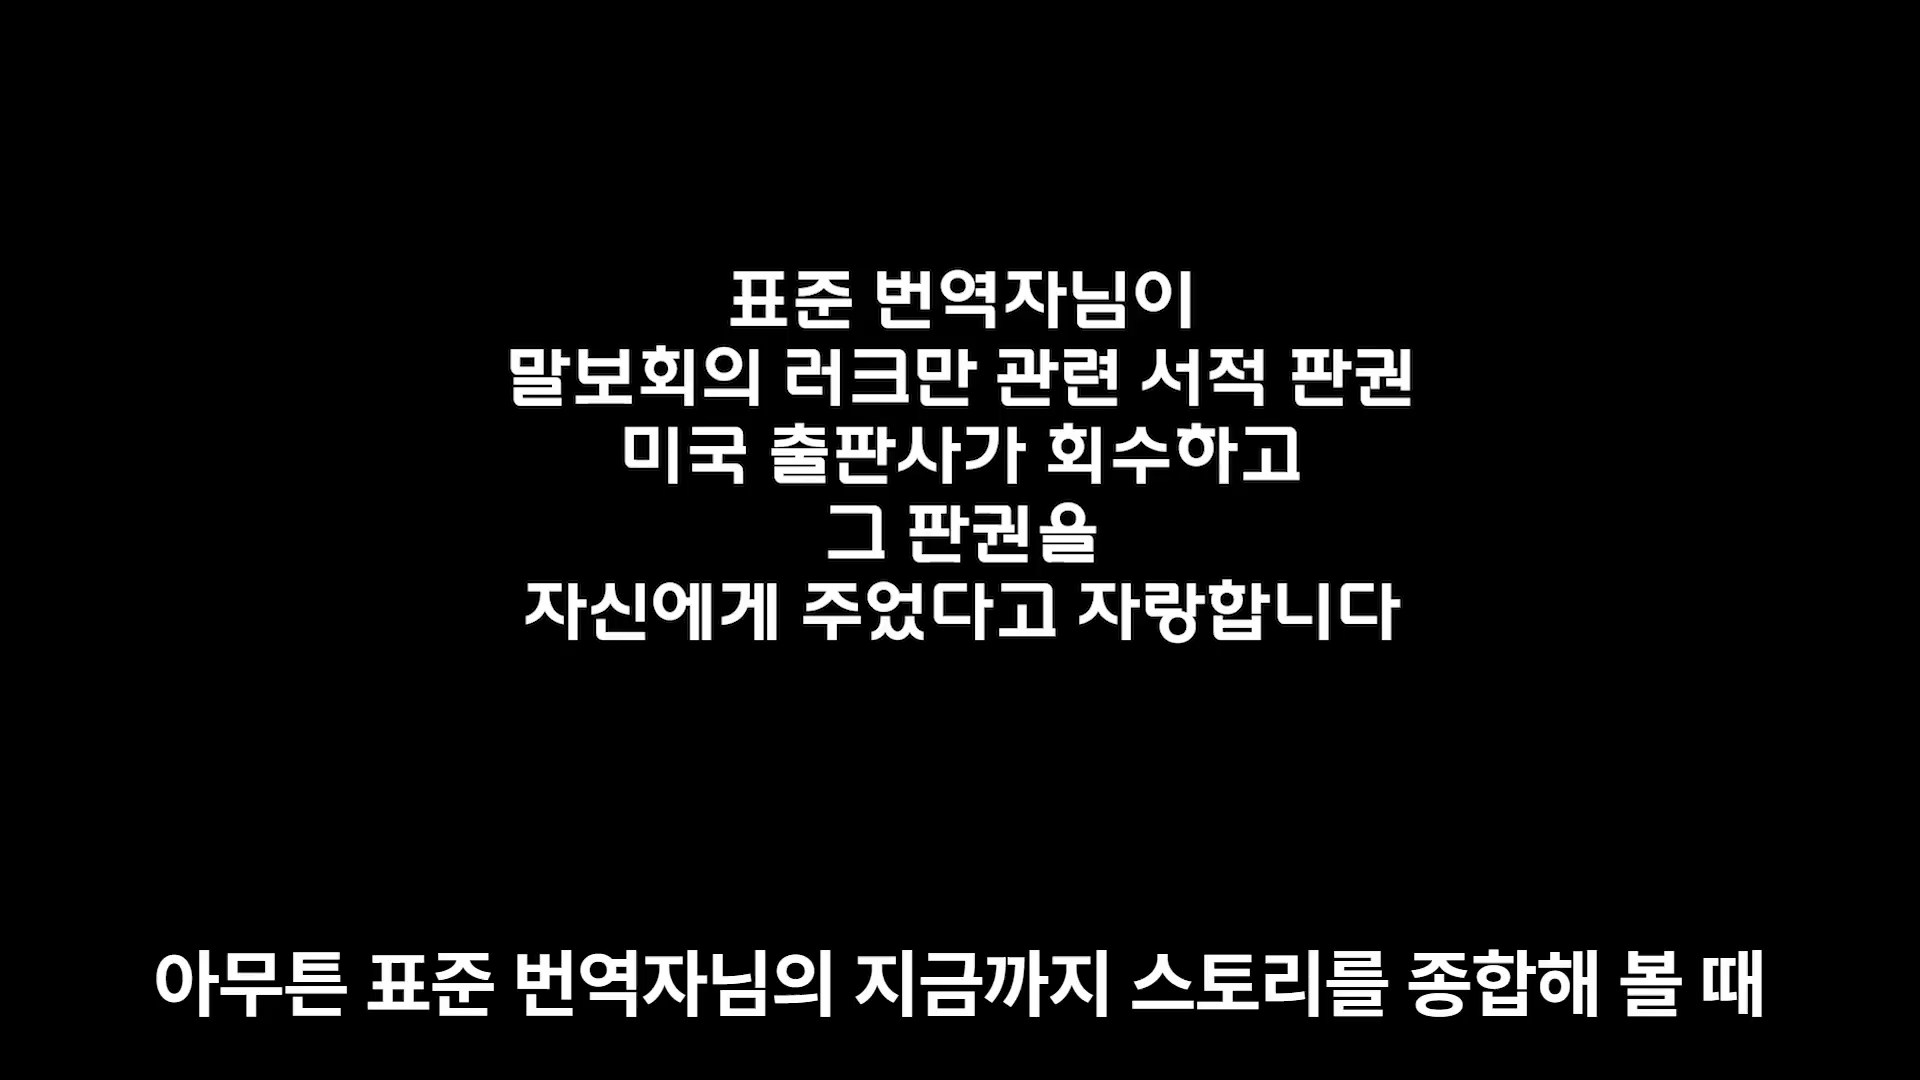 표준 번역자님이
말보회의 러크만 관련 서적 판권
미국 출판사가 회수하고
그 판권을
자신에게 주었다고 자랑합니다
아무튼 표준 번역자님의 지금까지 스토리를 종합해 볼 때